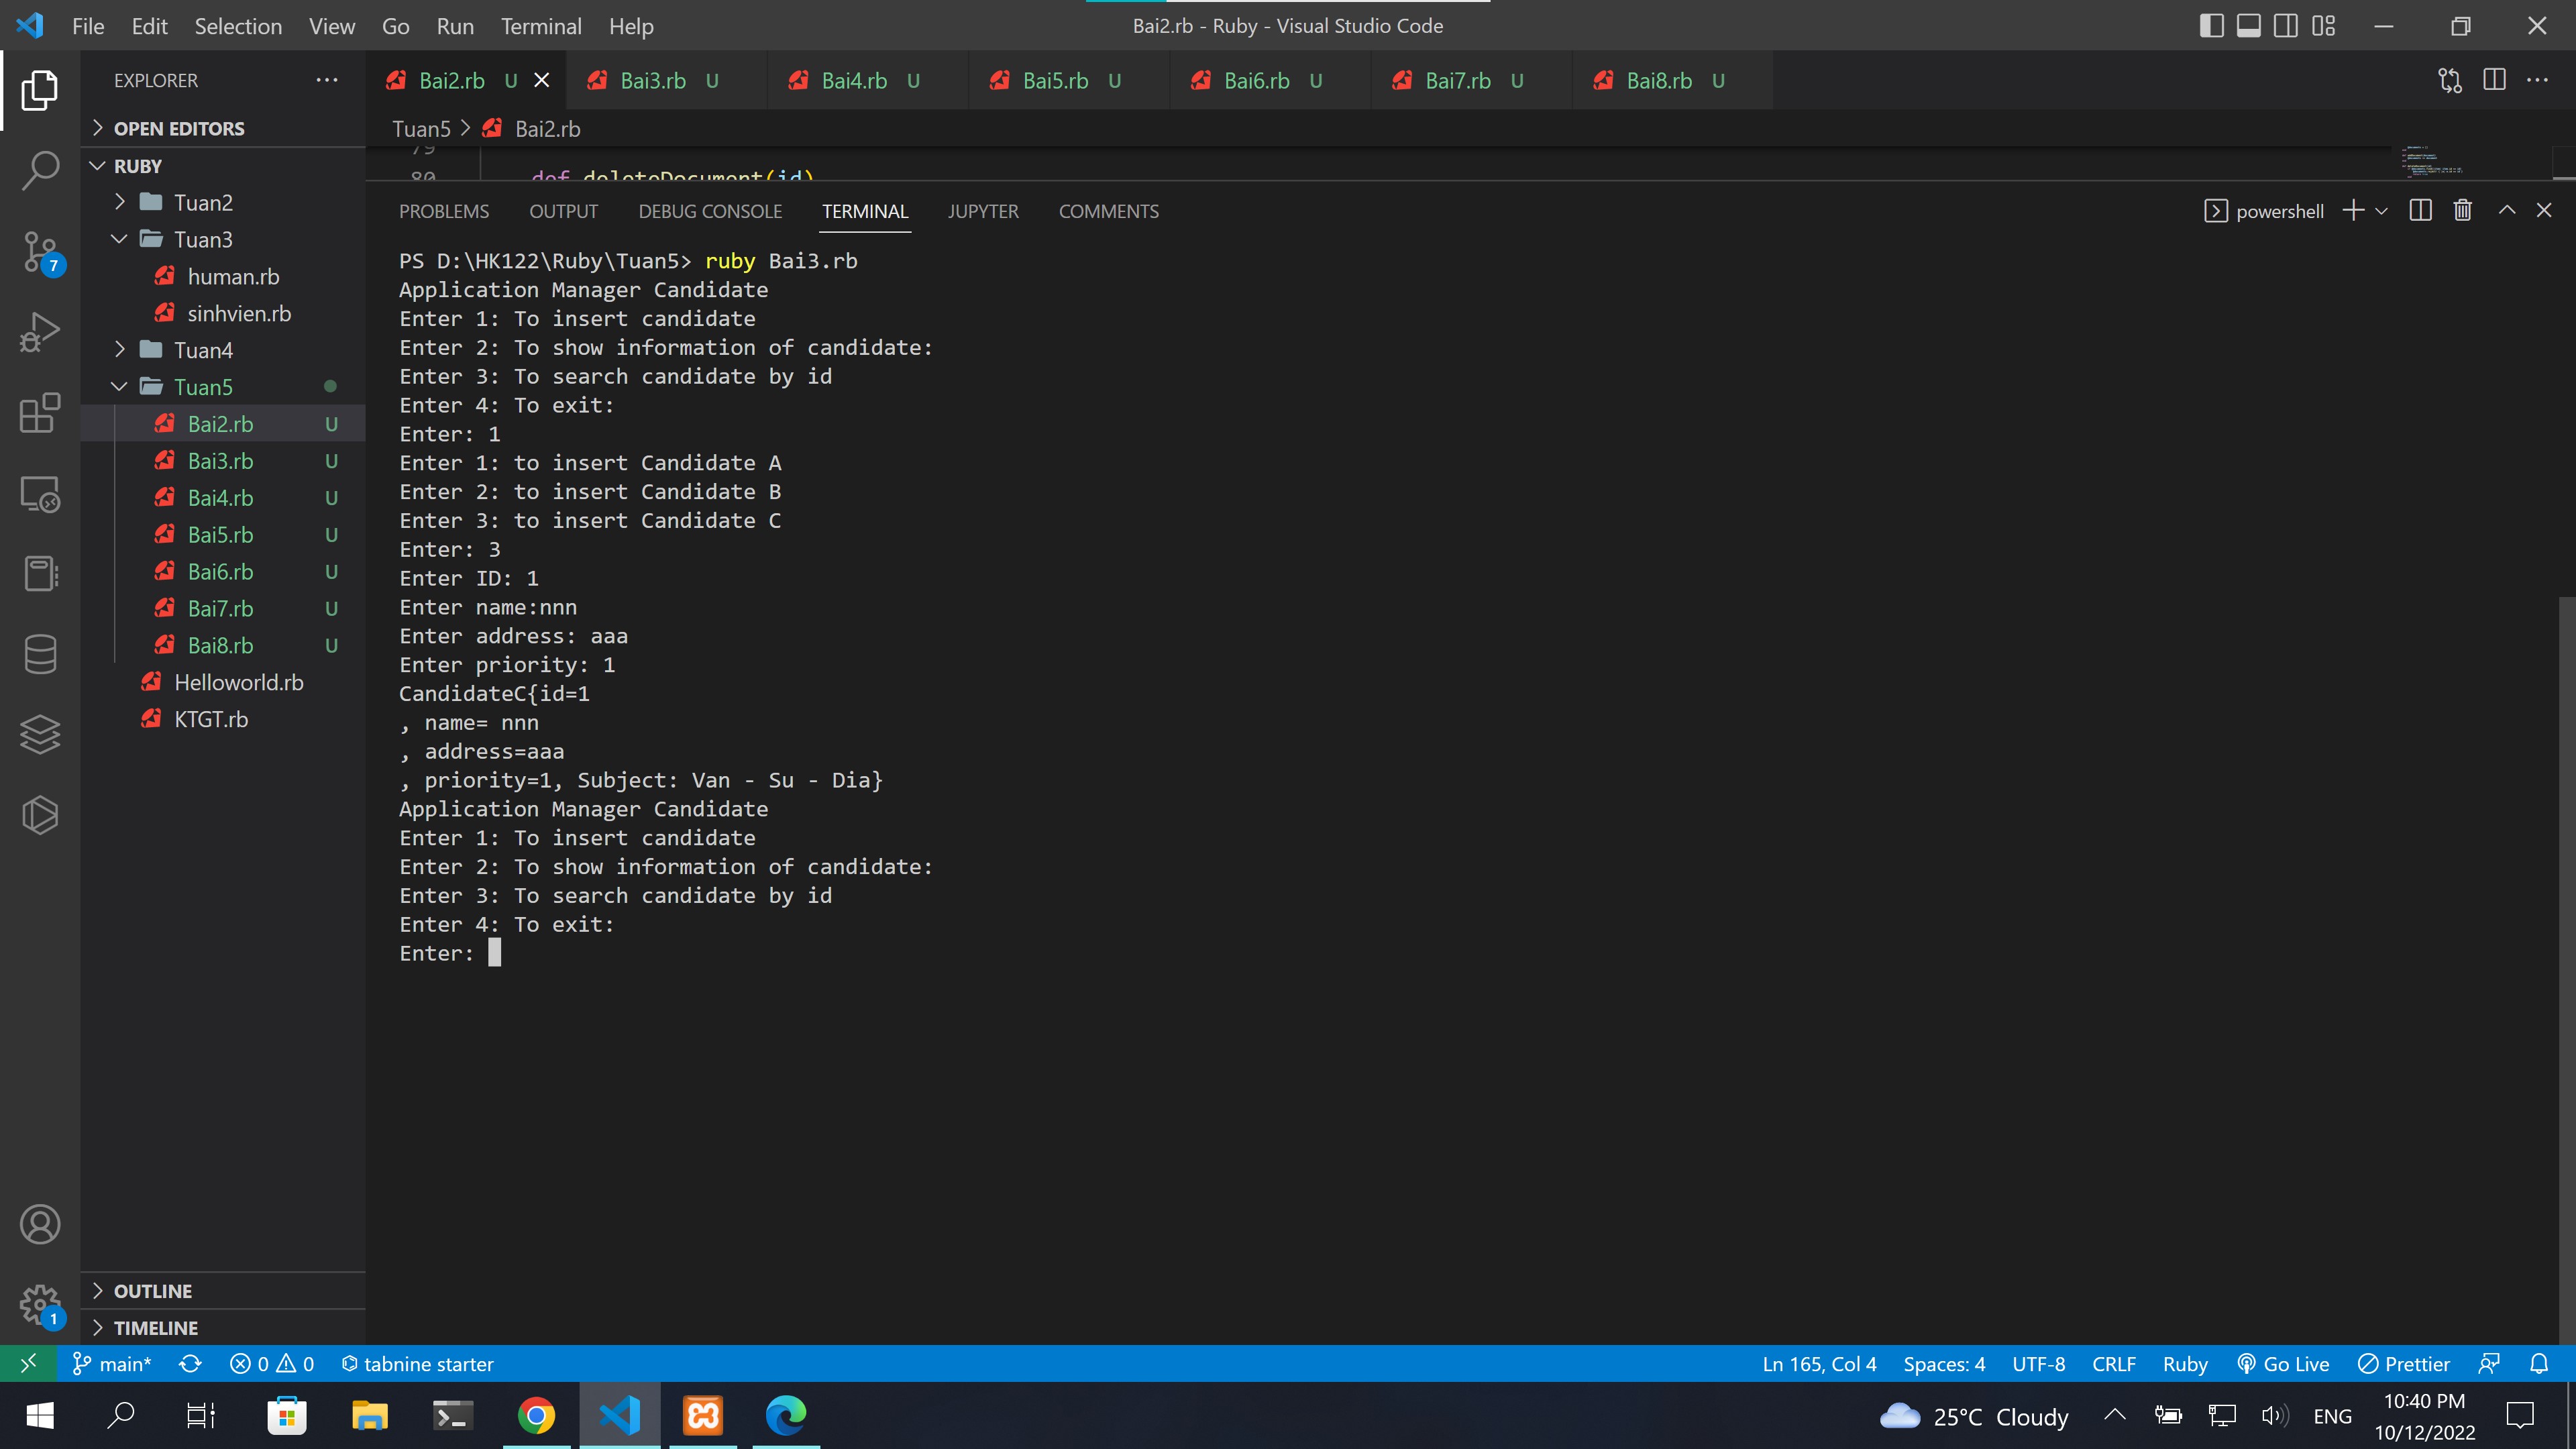 File Edit Selection View Go Run Terminal Help
Bai2.rb - Ruby - Visual Studio Code
EXPLORER
Bai2.rb U Bai3.rb U Bai4.rb U Bai5.rb U Bai6.rb U Bai7.rb U Bai8.rb U
OPEN EDITORS
Tuan5 > Bai2.rb
79
80 def deleteDocument(id)
RUBY
Tuan2
Tuan3
human.rb
sinhvien.rb
Tuan4
Tuan5
Bai2.rb U
Bai3.rb U
Bai4.rb U
Bai5.rb U
Bai6.rb U
Bai7.rb U
Bai8.rb U
Helloworld.rb
KTGT.rb
OUTLINE
TIMELINE
7
1
PROBLEMS OUTPUT DEBUG CONSOLE TERMINAL JUPYTER COMMENTS
powershell
PS D:\HK122\Ruby\Tuan5> ruby Bai3.rb
Application Manager Candidate
Enter 1: To insert candidate
Enter 2: To show information of candidate:
Enter 3: To search candidate by id
Enter 4: To exit:
Enter: 1
Enter 1: to insert Candidate A
Enter 2: to insert Candidate B
Enter 3: to insert Candidate C
Enter: 3
Enter ID: 1
Enter name:nnn
Enter address: aaa
Enter priority: 1
CandidateC{id=1
, name= nnn
, address=aaa
, priority=1, Subject: Van - Su - Dia}
Application Manager Candidate
Enter 1: To insert candidate
Enter 2: To show information of candidate:
Enter 3: To search candidate by id
Enter 4: To exit:
Enter:
main* 0 0 tabnine starter
Ln 165, Col 4 Spaces: 4 UTF-8 CRLF Ruby Go Live Prettier
25°C Cloudy
ENG
10:40 PM
10/12/2022